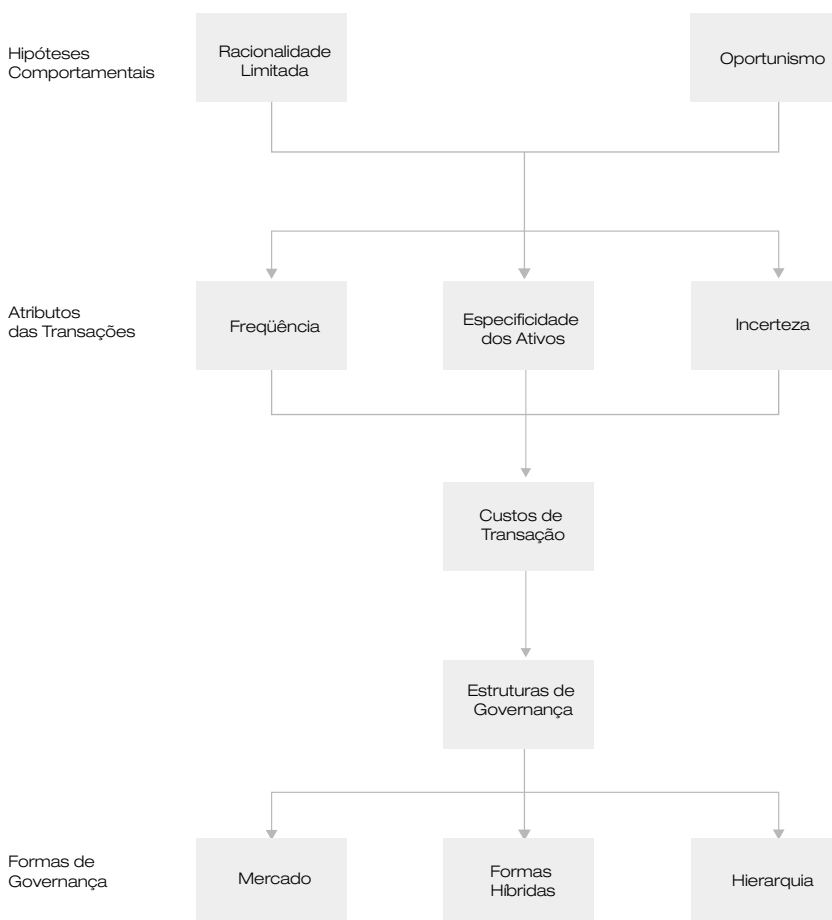 Hipóteses
Comportamentais
Racionalidade
Limitada
Oportunismo
Atributos
das Transações
Freqüência
Especificidade
dos Ativos
Incerteza
Custos de
Transação
Estruturas de
Governança
Formas de
Governança
Mercado
Formas
Híbridas
Hierarquia